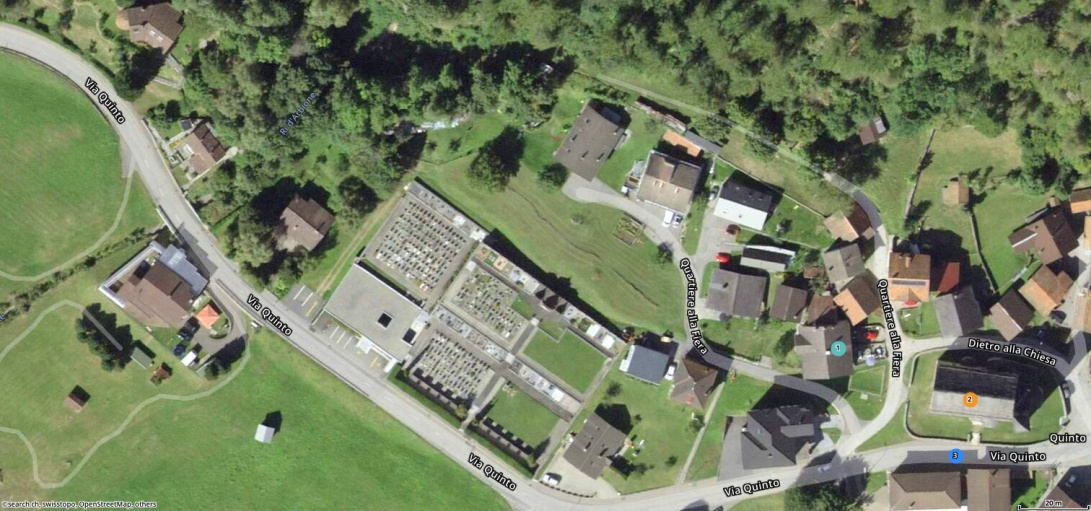 Via Quinto
R. d'Altirolo
Via Quinto
Quartiere alla Fiera
Quartiere alla Fiera
1
Dietro alla Chiesa
2
Quinto
3
Via Quinto
Via Quinto
Via Quinto
©search.ch, swisstopo, OpenStreetMap, others
20 m